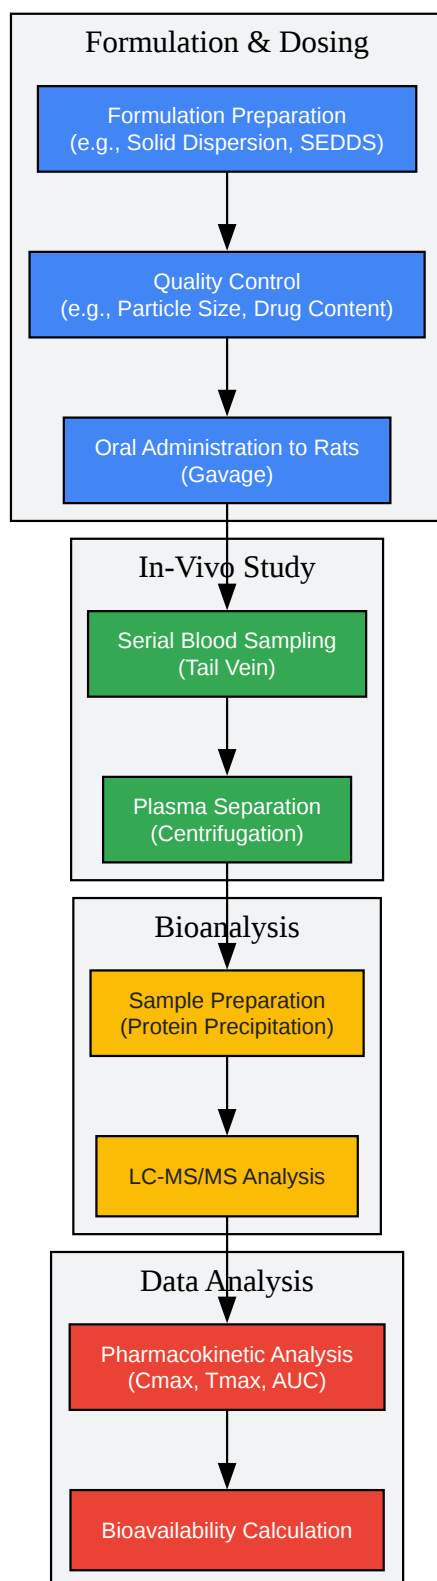 Formulation & Dosing
Formulation Preparation
(e.g., Solid Dispersion, SEDDS)
Quality Control
(e.g., Particle Size, Drug Content)
Oral Administration to Rats
(Gavage)
In-Vivo Study
Serial Blood Sampling
(Tail Vein)
Plasma Separation
(Centrifugation)
Bioanalysis
Sample Preparation
(Protein Precipitation)
LC-MS/MS Analysis
Data Analysis
Pharmacokinetic Analysis
(Cmax, Tmax, AUC)
Bioavailability Calculation